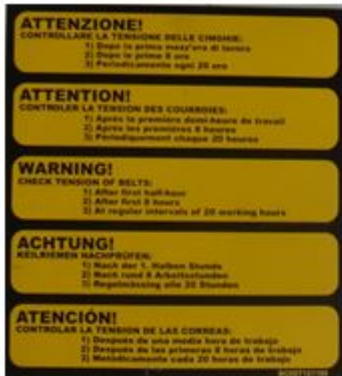 ATTENZIONE!
CONTROLLARE LA TENSIONE DELLE CINGHIE:
1) Dopo la prima mezz'ora di lavoro
2) Dopo le prime 8 ore
3) Periodicamente ogni 20 ore
ATTENTION!
CONTROLER LA TENSION DES COURROIES:
1) Après la première demi-heure de travail
2) Après les premières 8 heures
3) Périodiquement chaque 20 heures
WARNING!
CHECK TENSION OF BELTS:
1) After first half-hour
2) After first 8 hours
3) At regular intervals of 20 working hours
ACHTUNG!
KEILRIEMEN NACHPRÜFEN:
1) Nach der 1. Halben Stunde
2) Nach rund 8 Arbeitsstunden
3) Regelmässing alle 20 Stunden
ATENCIÓN!
CONTROLAR LA TENSION DE LAS CORREAS:
1) Después de una media hora de trabajo
2) Después de las primeras 8 horas de trabajo
3) Metódicamente cada 20 horas de trabajo